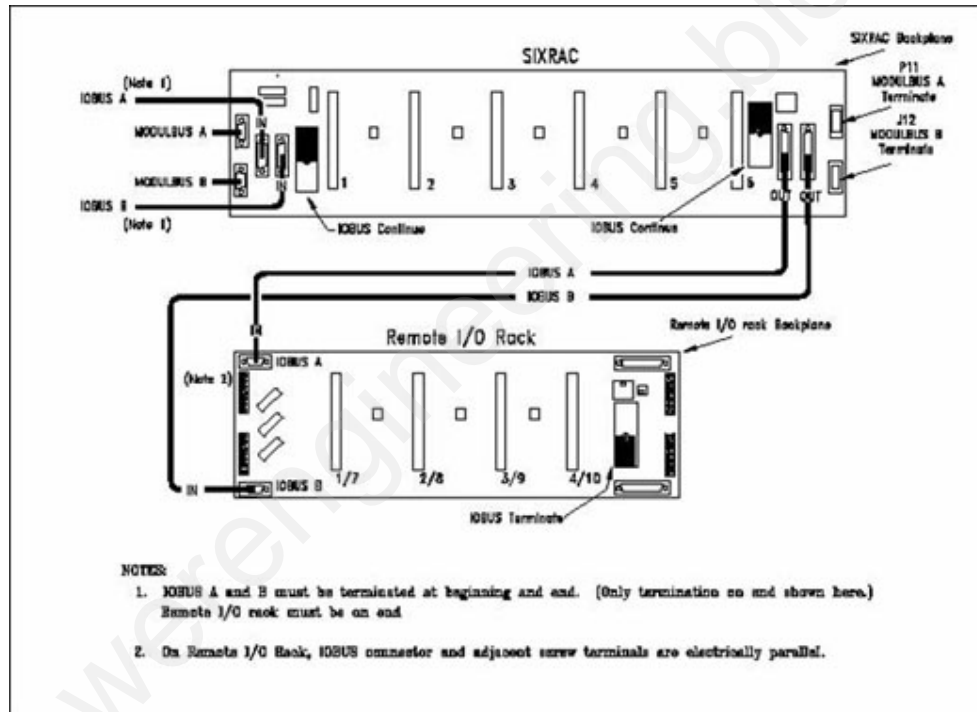 SIXRAC
SIXRAC Backplane
(Note 1)
IOBUS A
IN
P11
MODULBUS A
Terminate
MODULBUS A
J12
MODULBUS B
Terminate
MODULBUS B
IN
1
2
3
4
5
6
IOBUS B
(Note 1)
OUT
OUT
IOBUS Continue
IOBUS Continue
IOBUS A
IOBUS B
IN
Remote I/O Rack
Remote I/O rack Backplane
IOBUS A
(Note 2)
1/7
2/8
3/9
4/10
IN
IOBUS B
IOBUS Terminate
NOTES:
1. IOBUS A and B must be terminated at beginning and end. (Only termination on end shown here.)
Remote I/O rack must be on end
2. On Remote I/O Rack, IOBUS connector and adjacent screw terminals are electrically parallel.
werengineering.blo